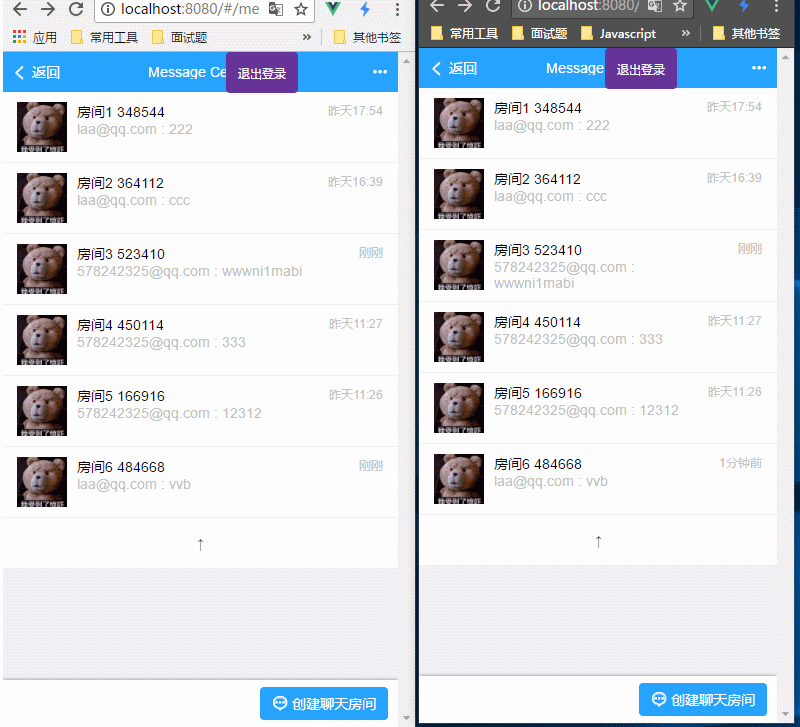 localhost:8080/#/me
应用 常用工具 面试题 » 其他书签
返回 Message Ce 退出登录
房间1 348544 昨天17:54
laa@qq.com : 222
房间2 364112 昨天16:39
laa@qq.com : ccc
房间3 523410 刚刚
578242325@qq.com : wwwni1mabi
房间4 450114 昨天11:27
578242325@qq.com : 333
房间5 166916 昨天11:26
578242325@qq.com : 12312
房间6 484668 刚刚
laa@qq.com : vvb
↑
创建聊天房间
localhost:8080/
常用工具 面试题 Javascript » 其他书签
返回 Message 退出登录
房间1 348544 昨天17:54
laa@qq.com : 222
房间2 364112 昨天16:39
laa@qq.com : ccc
房间3 523410 刚刚
578242325@qq.com :
wwwni1mabi
房间4 450114 昨天11:27
578242325@qq.com : 333
房间5 166916 昨天11:26
578242325@qq.com : 12312
房间6 484668 1分钟前
laa@qq.com : vvb
↑
创建聊天房间